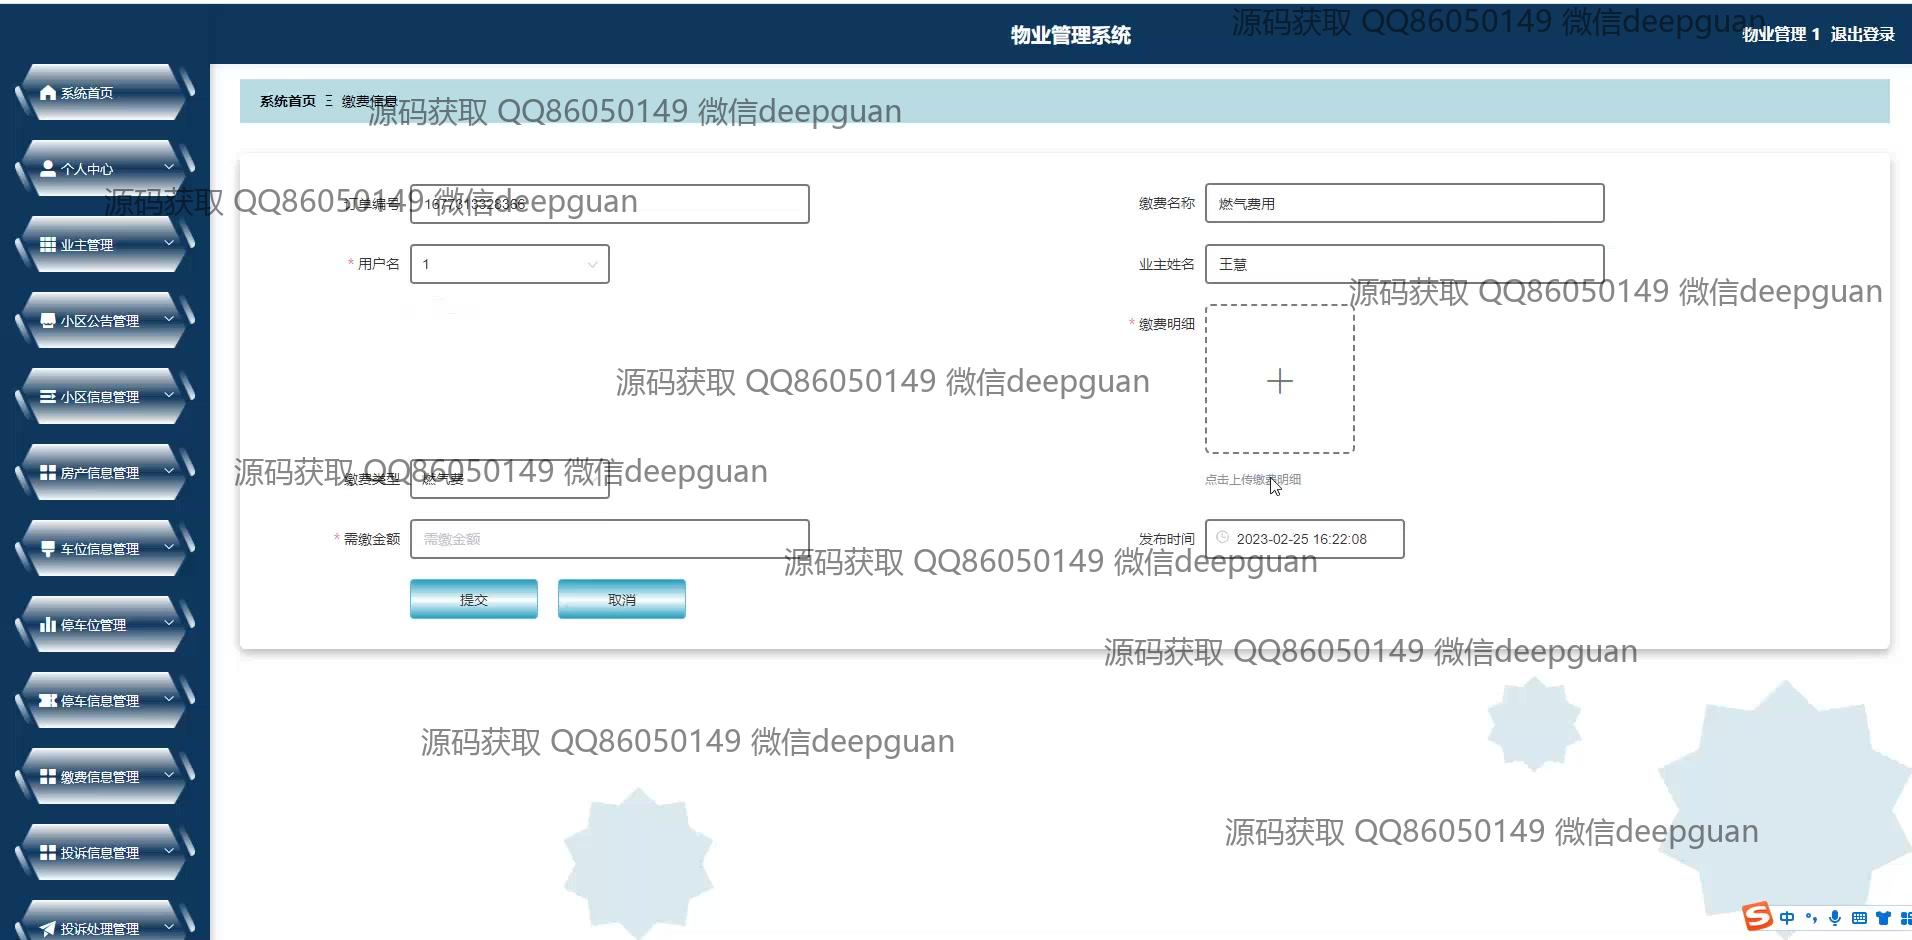 物业管理系统
源码获取 QQ86050149 微信deepguan
物业管理 1 退出登录
系统首页
个人中心
业主管理
小区公告管理
小区信息管理
房产信息管理
车位信息管理
停车位管理
停车信息管理
缴费信息管理
投诉信息管理
投诉处理管理
系统首页 Ξ 缴费信息
源码获取 QQ86050149 微信deepguan
源码获取 QQ86050149 微信deepguan
订单编号 1677313328366
缴费名称 燃气费用
* 用户名 1
业主姓名 王慧
源码获取 QQ86050149 微信deepguan
* 缴费明细
源码获取 QQ86050149 微信deepguan
源码获取 QQ86050149 微信deepguan
缴费类型 燃气费
点击上传缴费明细
* 需缴金额 需缴金额
发布时间 2023-02-25 16:22:08
源码获取 QQ86050149 微信deepguan
提交 取消
源码获取 QQ86050149 微信deepguan
源码获取 QQ86050149 微信deepguan
源码获取 QQ86050149 微信deepguan
S 中